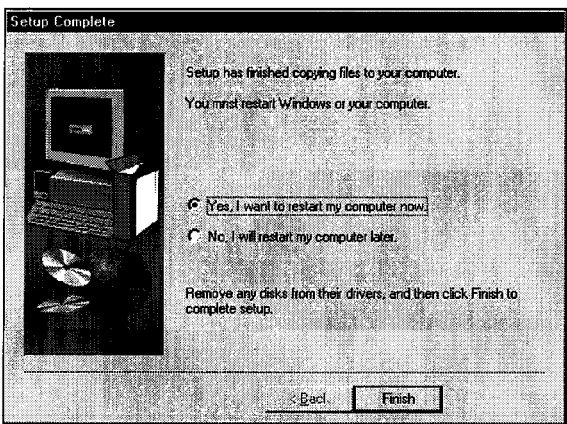 Setup Complete
Setup has finished copying files to your computer.
You must restart Windows or your computer.
Yes, I want to restart my computer now.
No, I will restart my computer later.
Remove any disks from their drivers, and then click Finish to
complete setup.
< Back
Finish